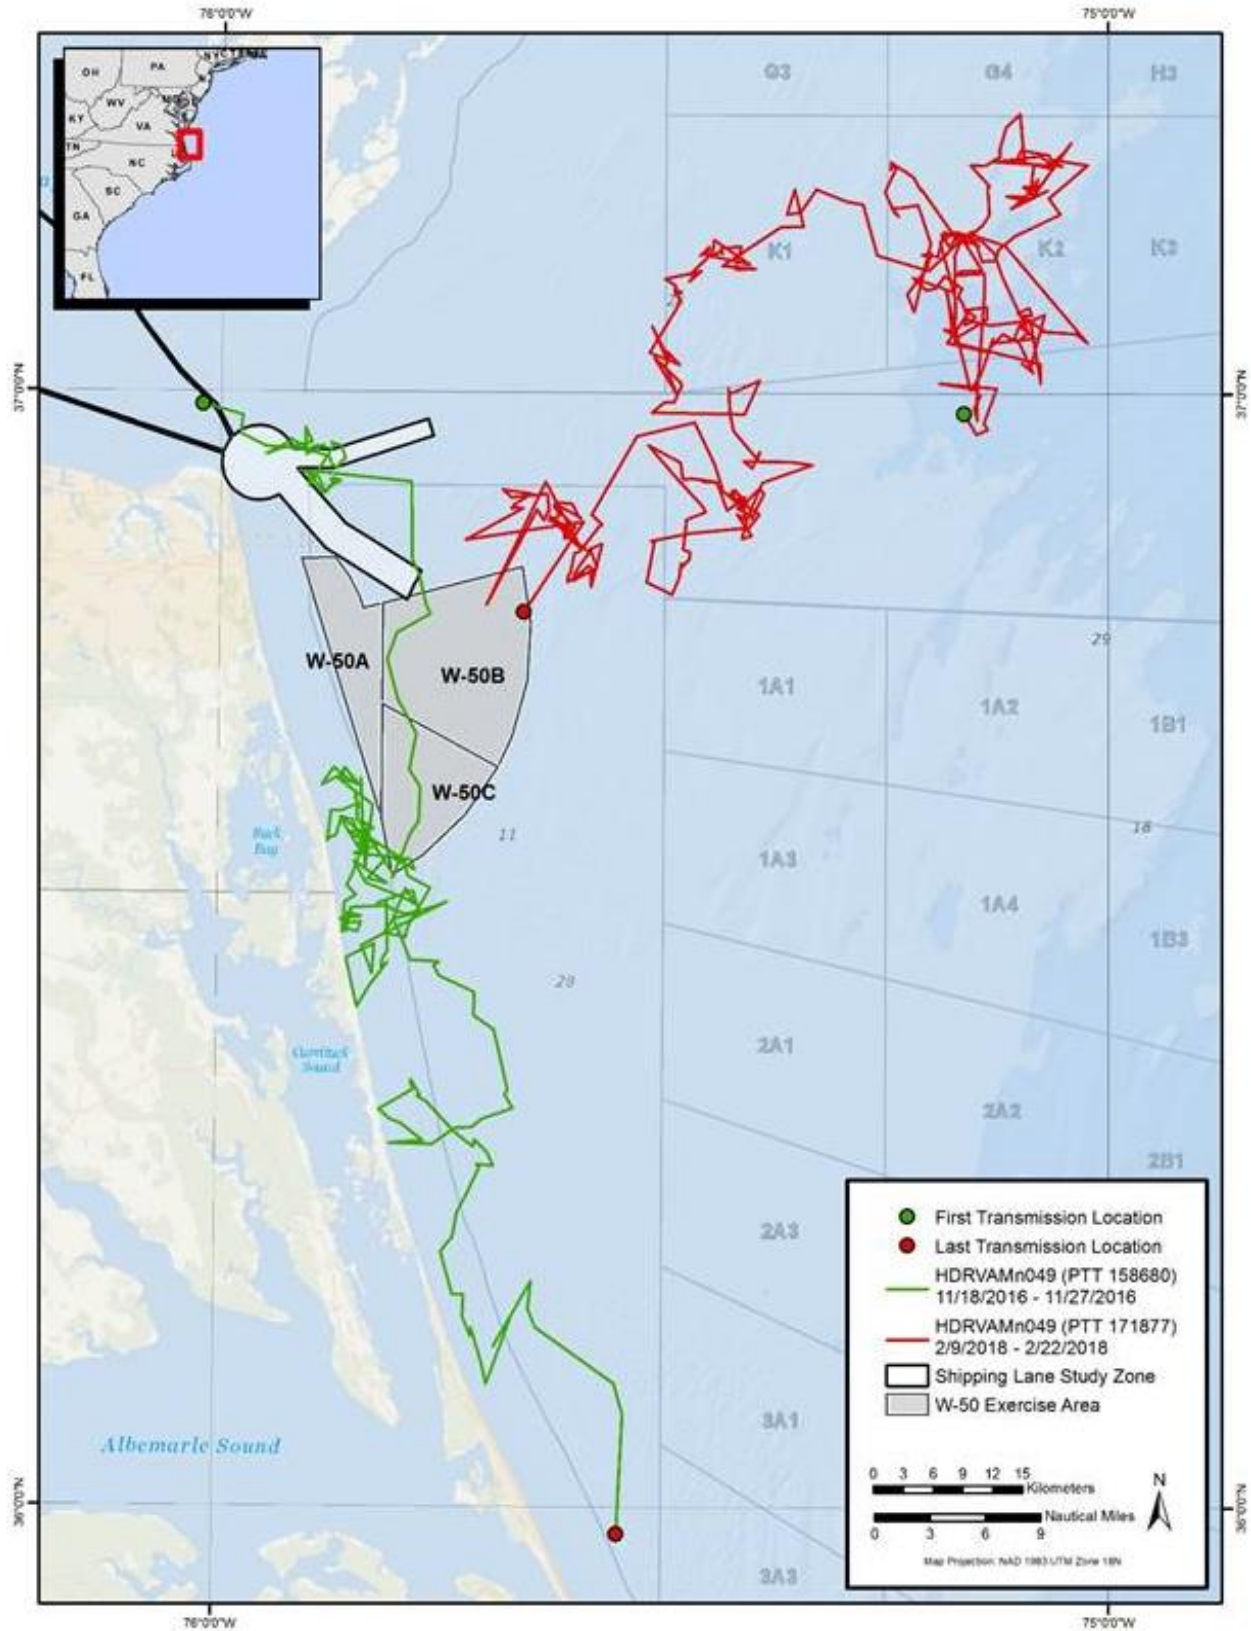 76°0'0"W
75°0'0"W
OH
PA
WV
KY
VA
TN
NC
SC
GA
FL
G3
G4
H3
K1
K2
K3
37°0'0"N
37°0'0"N
29
W-50A
W-50B
1A1
1A2
1B1
W-50C
11
18
Back
Bay
1A3
1A4
1B3
28
Currituck
Sound
2A1
2A2
2B1
2A3
3A1
3A3
Albemarle Sound
First Transmission Location
Last Transmission Location
HDRVAMn049 (PTT 158680)
11/18/2016 - 11/27/2016
HDRVAMn049 (PTT 171877)
2/9/2018 - 2/22/2018
Shipping Lane Study Zone
W-50 Exercise Area
0 3 6 9 12 15
Kilometers
N
Nautical Miles
0 3 6 9
Map Projection: NAD 1983 UTM Zone 18N
36°0'0"N
36°0'0"N
76°0'0"W
75°0'0"W